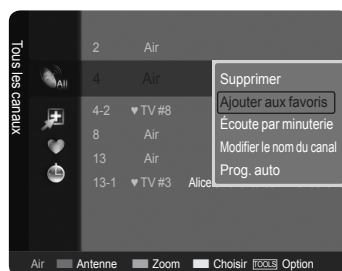 Tous les canaux
All
2 Air
4 Air
4-2 ♥ TV #8
8 Air
13 Air
13-1 ♥ TV #3 Alice
Supprimer
Ajouter aux favoris
Écoute par minuterie
Modifier le nom du canal
Prog. auto
Air Antenne Zoom Choisir TOOLS Option